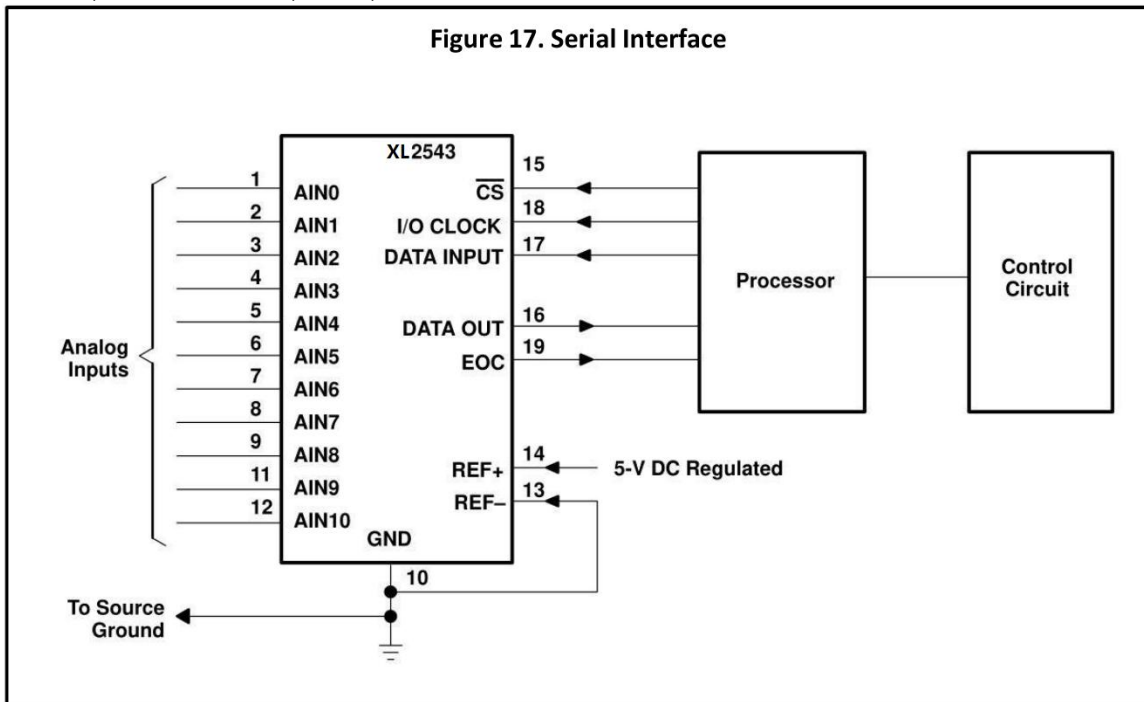 Figure 17. Serial Interface
XL2543
Analog
Inputs
1
AIN0
2
AIN1
3
AIN2
4
AIN3
5
AIN4
6
AIN5
7
AIN6
8
AIN7
9
AIN8
11
AIN9
12
AIN10
CS
15
I/O CLOCK
18
DATA INPUT
17
DATA OUT
16
EOC
19
REF+
14
5-V DC Regulated
REF–
13
GND
10
To Source
Ground
Processor
Control
Circuit